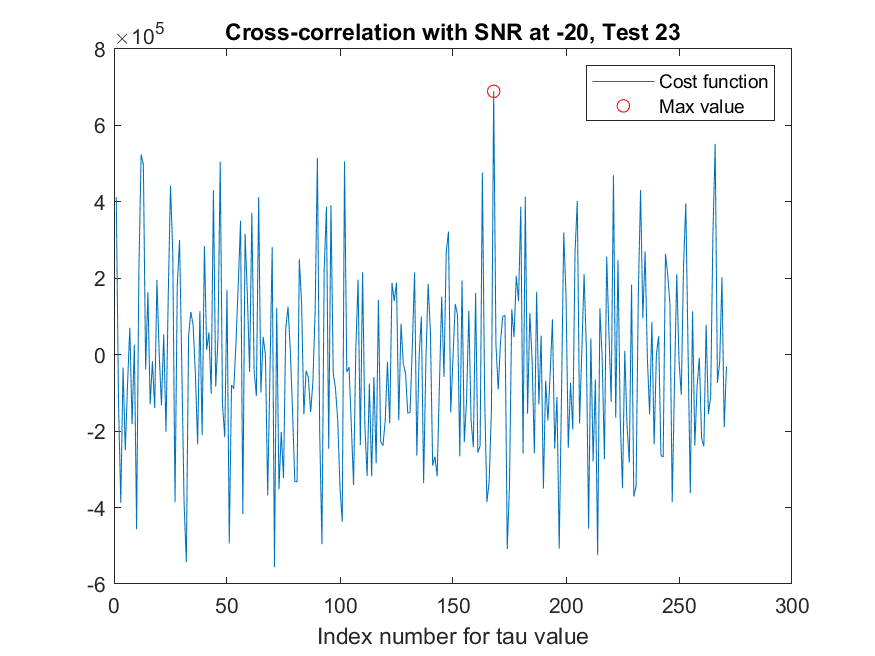 Cross-correlation with SNR at -20, Test 23
×10^5
Cost function
Max value
8
6
4
2
0
-2
-4
-6
0 50 100 150 200 250 300
Index number for tau value